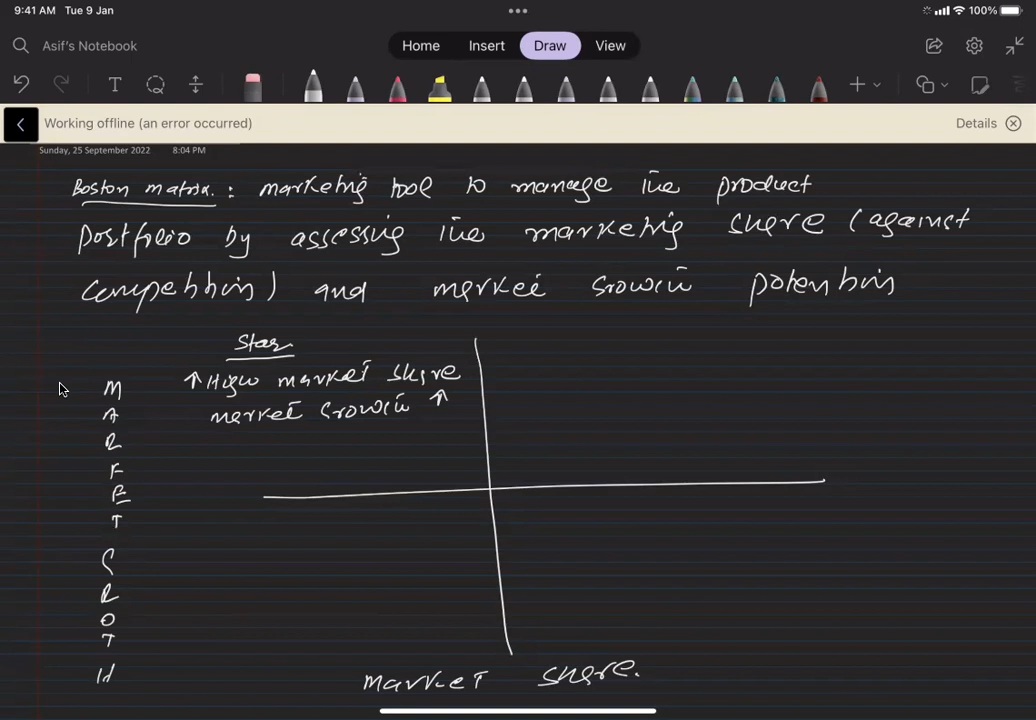 9:41 AM Tue 9 Jan
100%
Asif's Notebook
Home Insert Draw View
Working offline (an error occurred)
Details
Sunday, 25 September 2022 8:04 PM
Boston matrix. : marketing tool to manage the product
portfolio by assessing the marketing share (against
competition) and market growth potential
Star
↑ High market share
market growth ↑
M
A
R
K
E
T
G
R
O
T
H
market share.